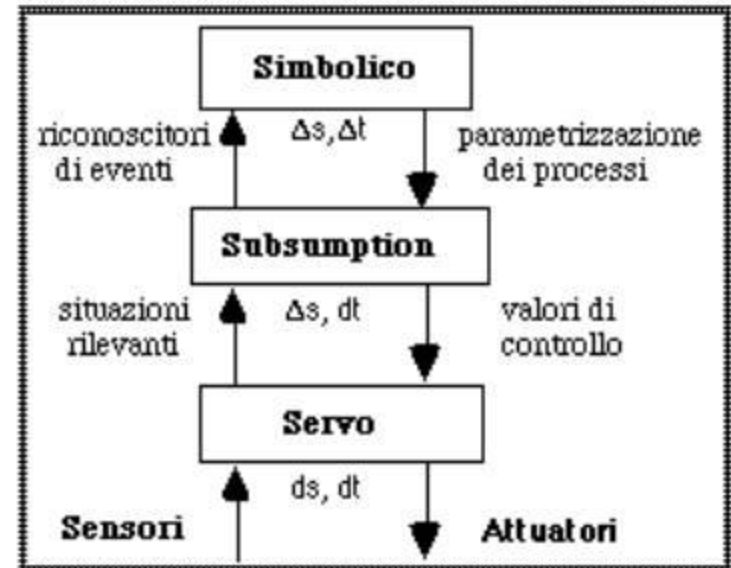 Simbolico
riconoscitori
di eventi
Δs,Δt
parametrizzazione
dei processi
Subsumption
situazioni
rilevanti
Δs, dt
valori di
controllo
Servo
ds, dt
Sensori
Attuatori